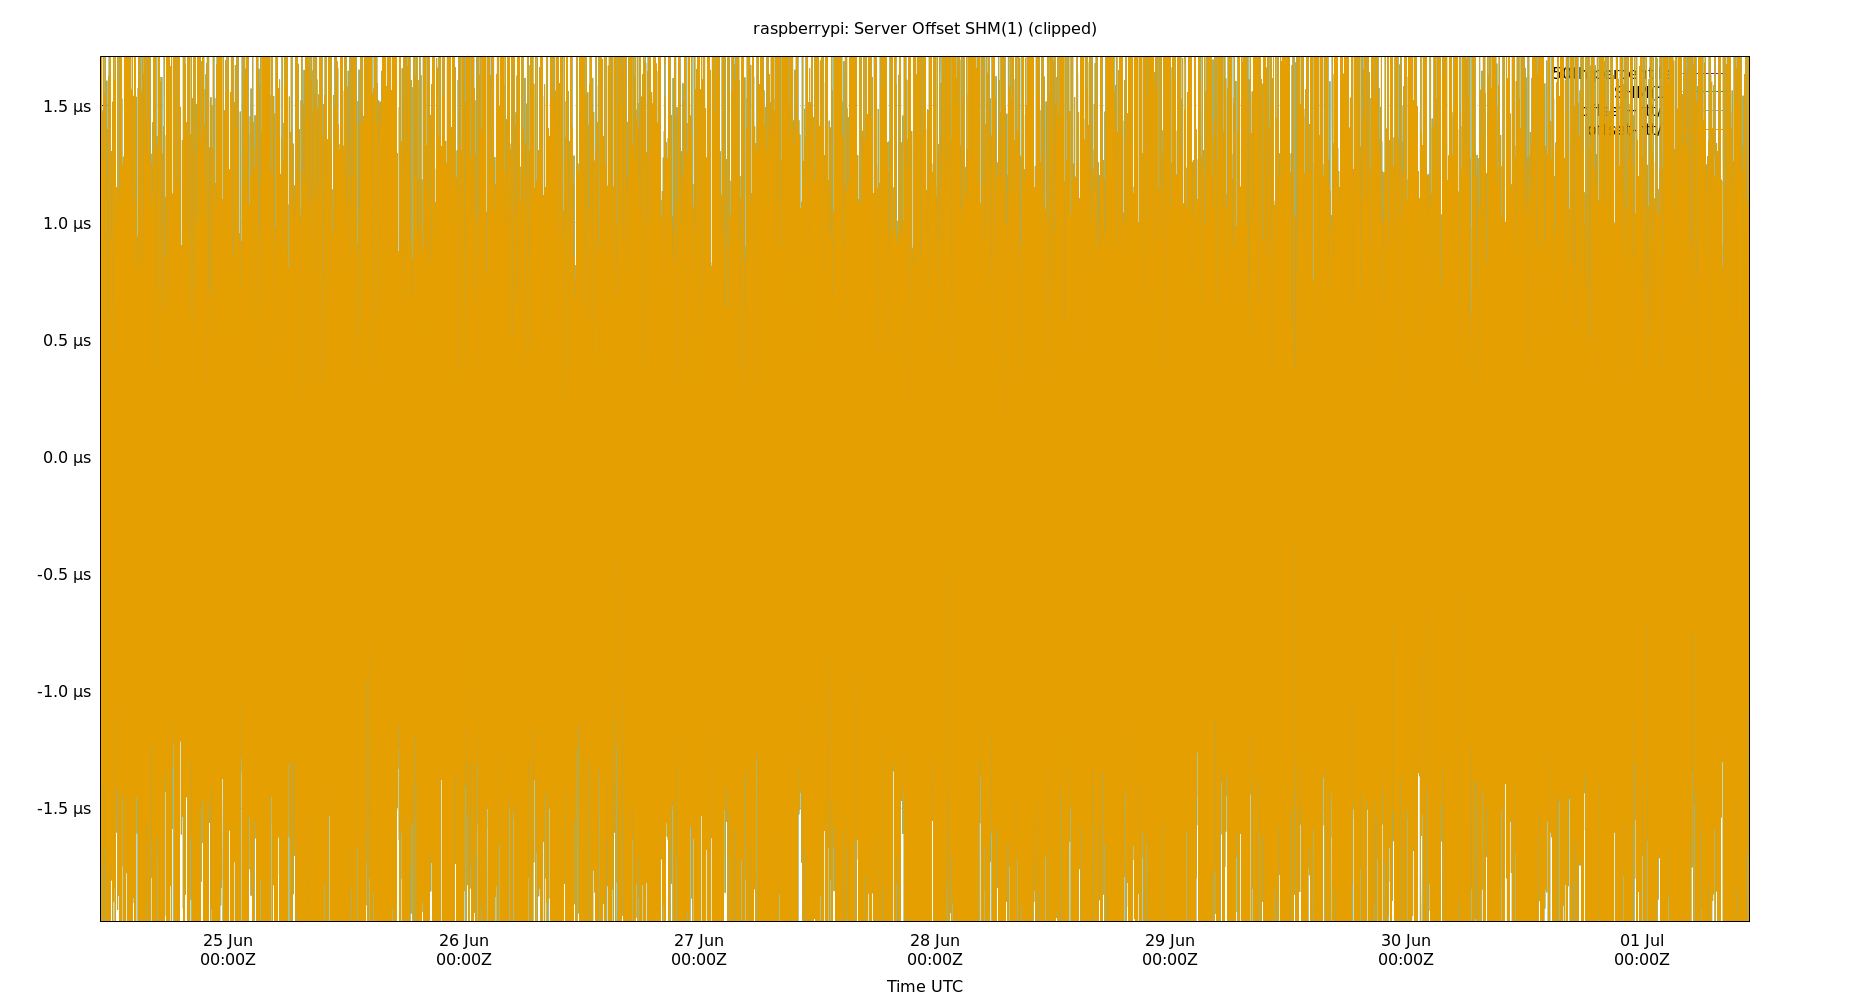 raspberrypi: Server Offset SHM(1) (clipped)
1.5 µs
1.0 µs
0.5 µs
0.0 µs
-0.5 µs
-1.0 µs
-1.5 µs
25 Jun 26 Jun 27 Jun 28 Jun 29 Jun 30 Jun 01 Jul
00:00Z 00:00Z 00:00Z 00:00Z 00:00Z 00:00Z 00:00Z
Time UTC